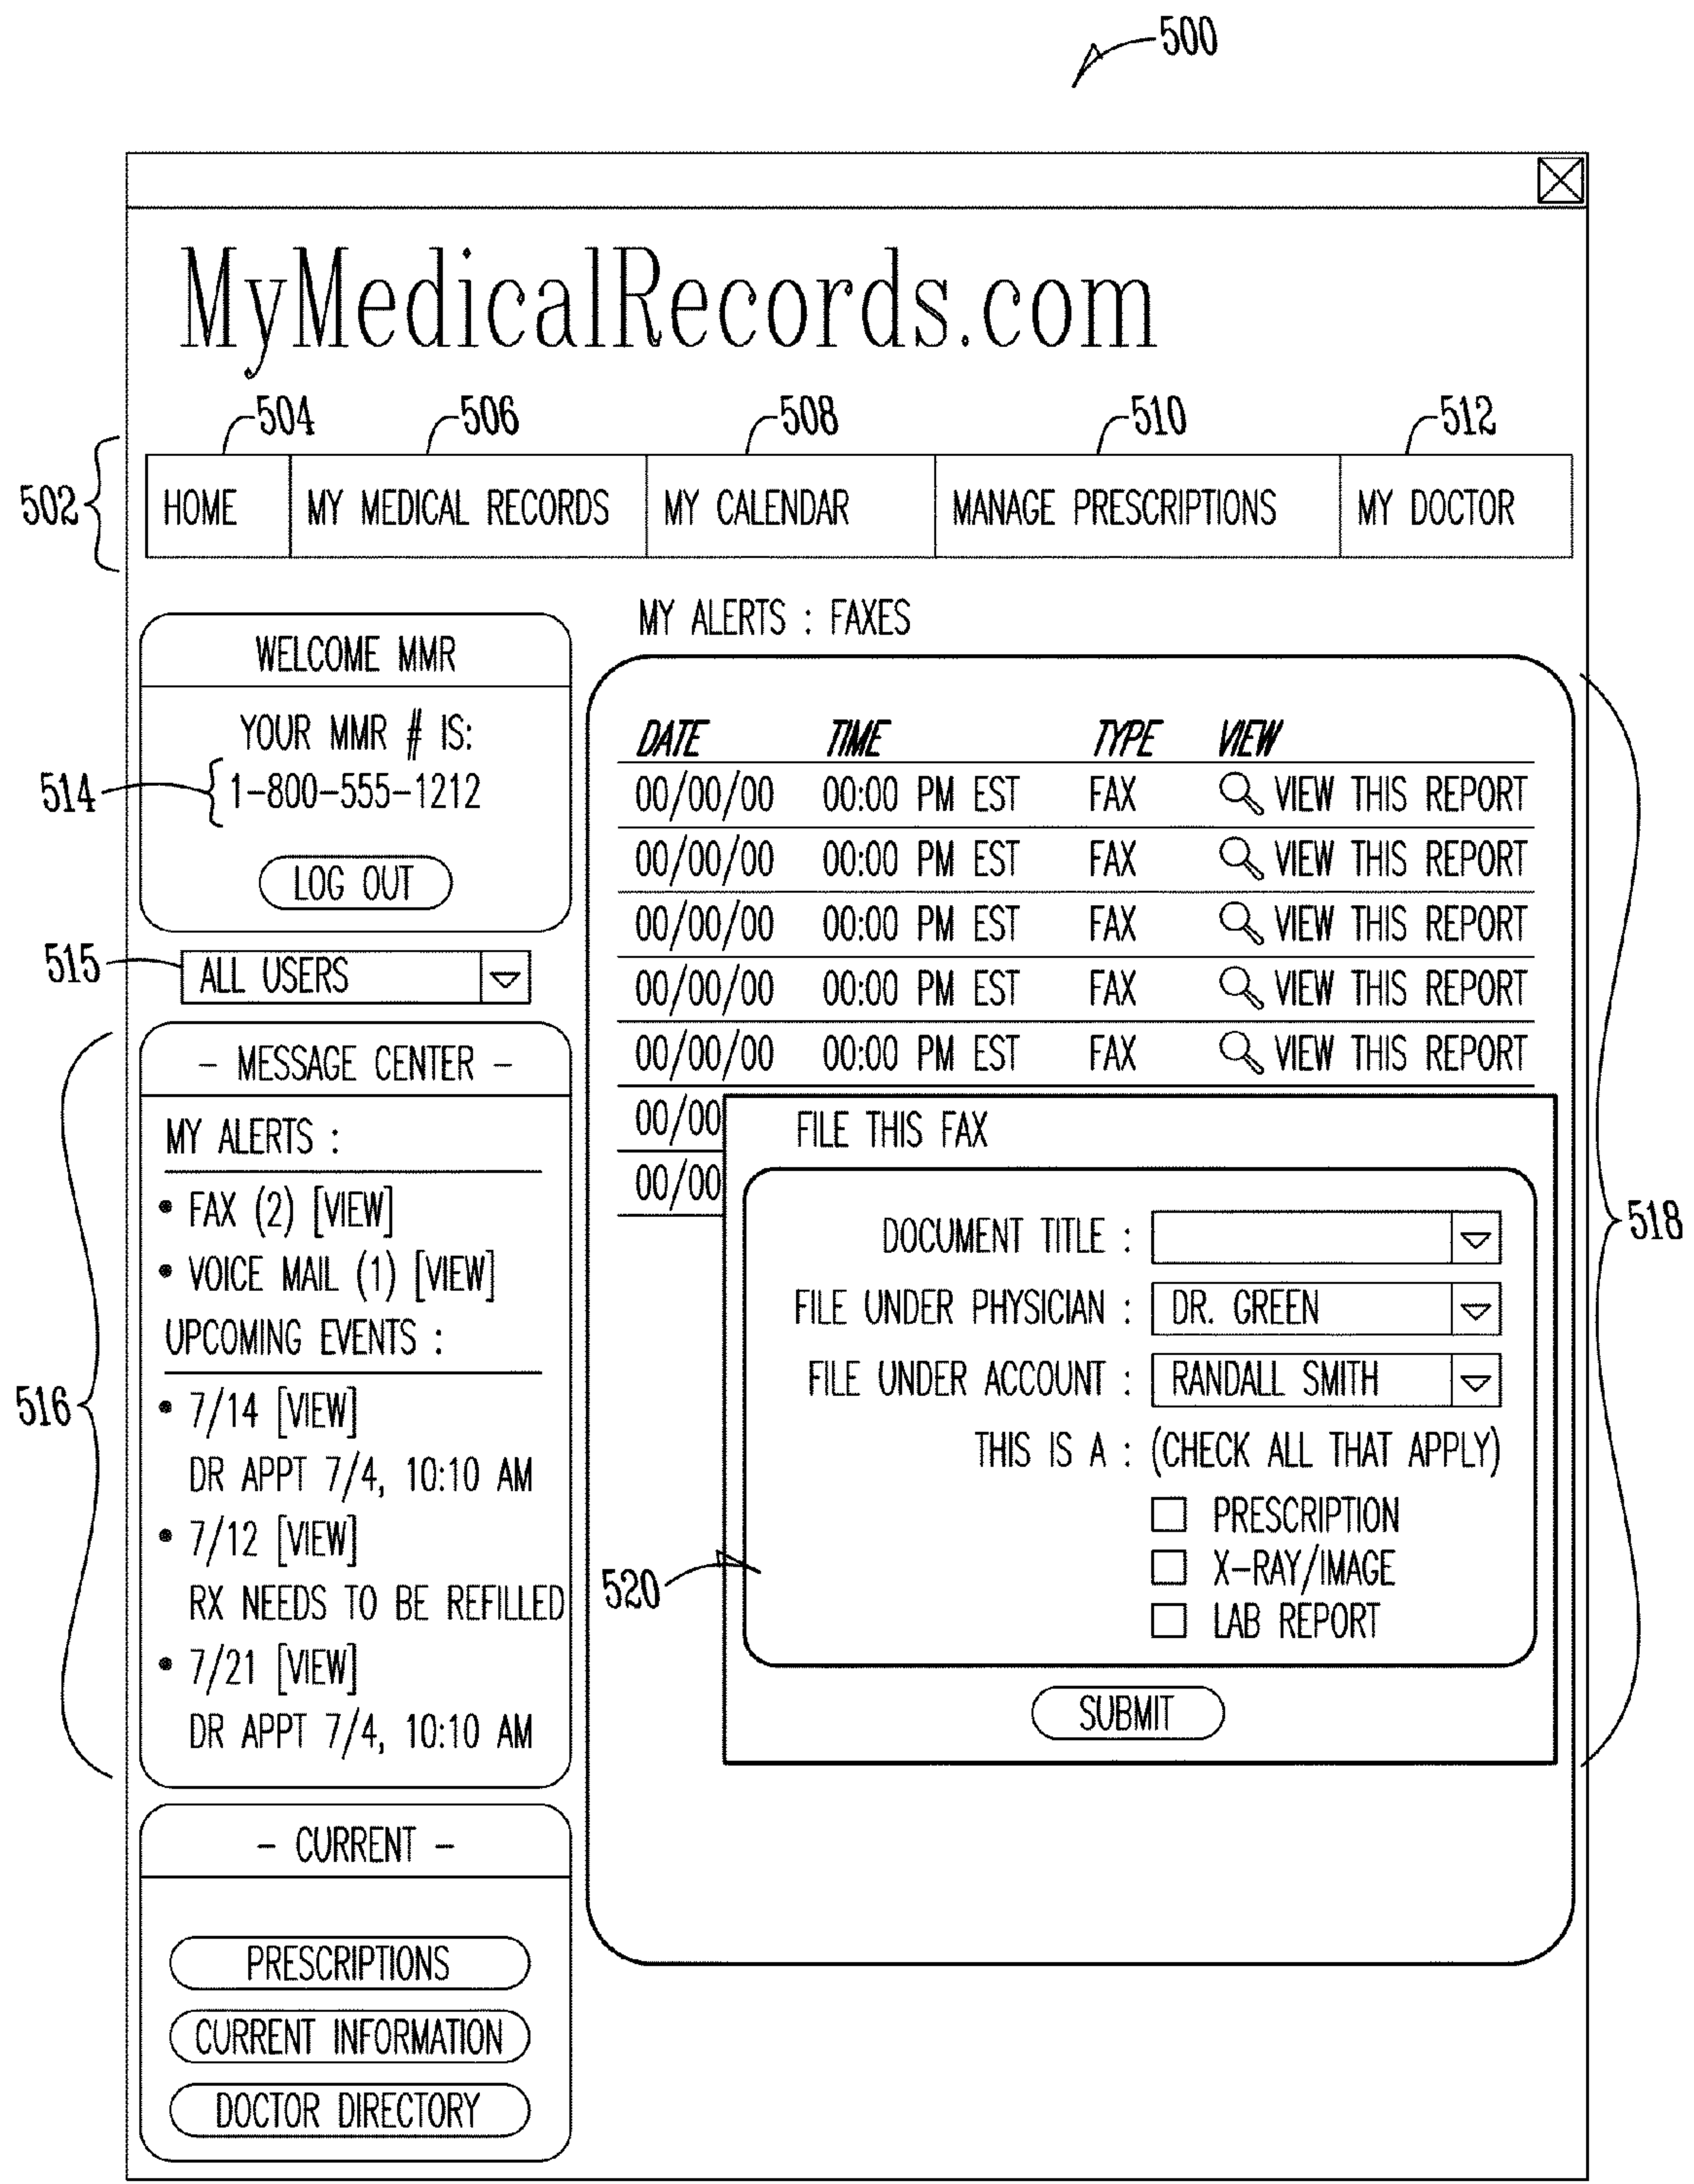 500
MyMedicalRecords.com
504 506 508 510 512
502
HOME MY MEDICAL RECORDS MY CALENDAR MANAGE PRESCRIPTIONS MY DOCTOR
WELCOME MMR
YOUR MMR # IS:
514
1-800-555-1212
LOG OUT
515
ALL USERS
516
- MESSAGE CENTER -
MY ALERTS :
• FAX (2) [VIEW]
• VOICE MAIL (1) [VIEW]
UPCOMING EVENTS :
• 7/14 [VIEW]
DR APPT 7/4, 10:10 AM
• 7/12 [VIEW]
RX NEEDS TO BE REFILLED
• 7/21 [VIEW]
DR APPT 7/4, 10:10 AM
- CURRENT -
PRESCRIPTIONS
CURRENT INFORMATION
DOCTOR DIRECTORY
MY ALERTS : FAXES
DATE TIME TYPE VIEW
00/00/00 00:00 PM EST FAX VIEW THIS REPORT
00/00/00 00:00 PM EST FAX VIEW THIS REPORT
00/00/00 00:00 PM EST FAX VIEW THIS REPORT
00/00/00 00:00 PM EST FAX VIEW THIS REPORT
00/00/00 00:00 PM EST FAX VIEW THIS REPORT
00/00
00/00
518
FILE THIS FAX
DOCUMENT TITLE :
FILE UNDER PHYSICIAN : DR. GREEN
FILE UNDER ACCOUNT : RANDALL SMITH
THIS IS A : (CHECK ALL THAT APPLY)
PRESCRIPTION
X-RAY/IMAGE
LAB REPORT
520
SUBMIT